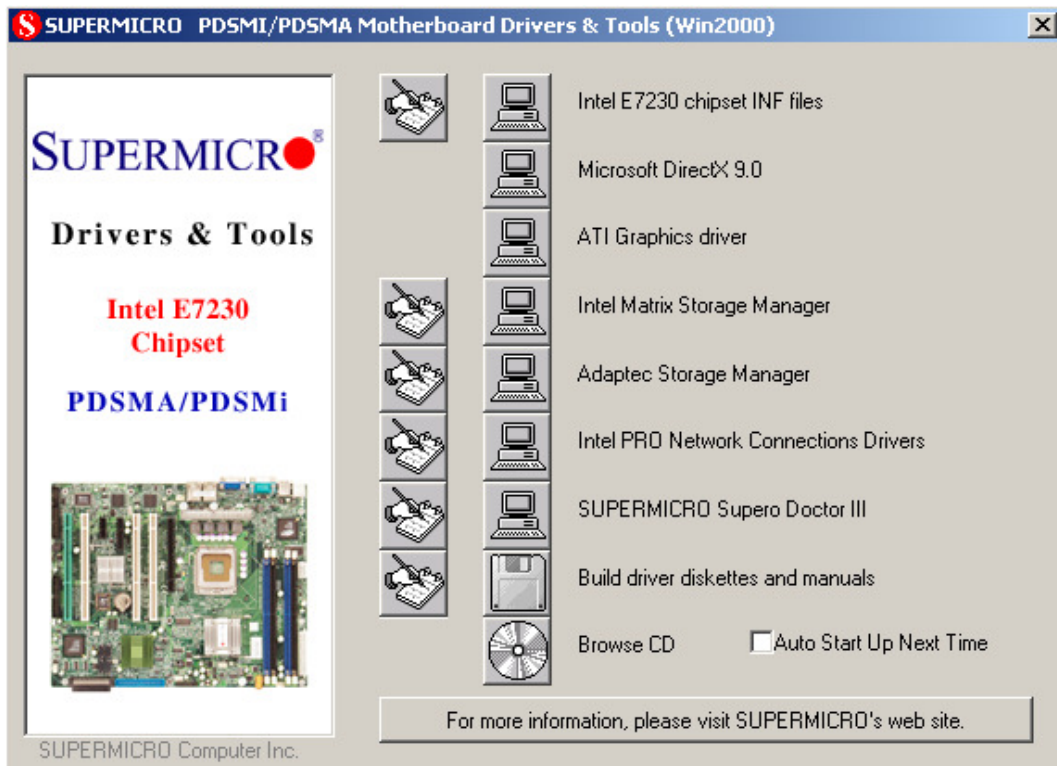 SUPERMICRO PDSMI/PDSMA Motherboard Drivers & Tools (Win2000)
SUPERMICRO®
Drivers & Tools
Intel E7230
Chipset
PDSMA/PDSMi
SUPERMICRO Computer Inc.
Intel E7230 chipset INF files
Microsoft DirectX 9.0
ATI Graphics driver
Intel Matrix Storage Manager
Adaptec Storage Manager
Intel PRO Network Connections Drivers
SUPERMICRO Supero Doctor III
Build driver diskettes and manuals
Browse CD
Auto Start Up Next Time
For more information, please visit SUPERMICRO's web site.